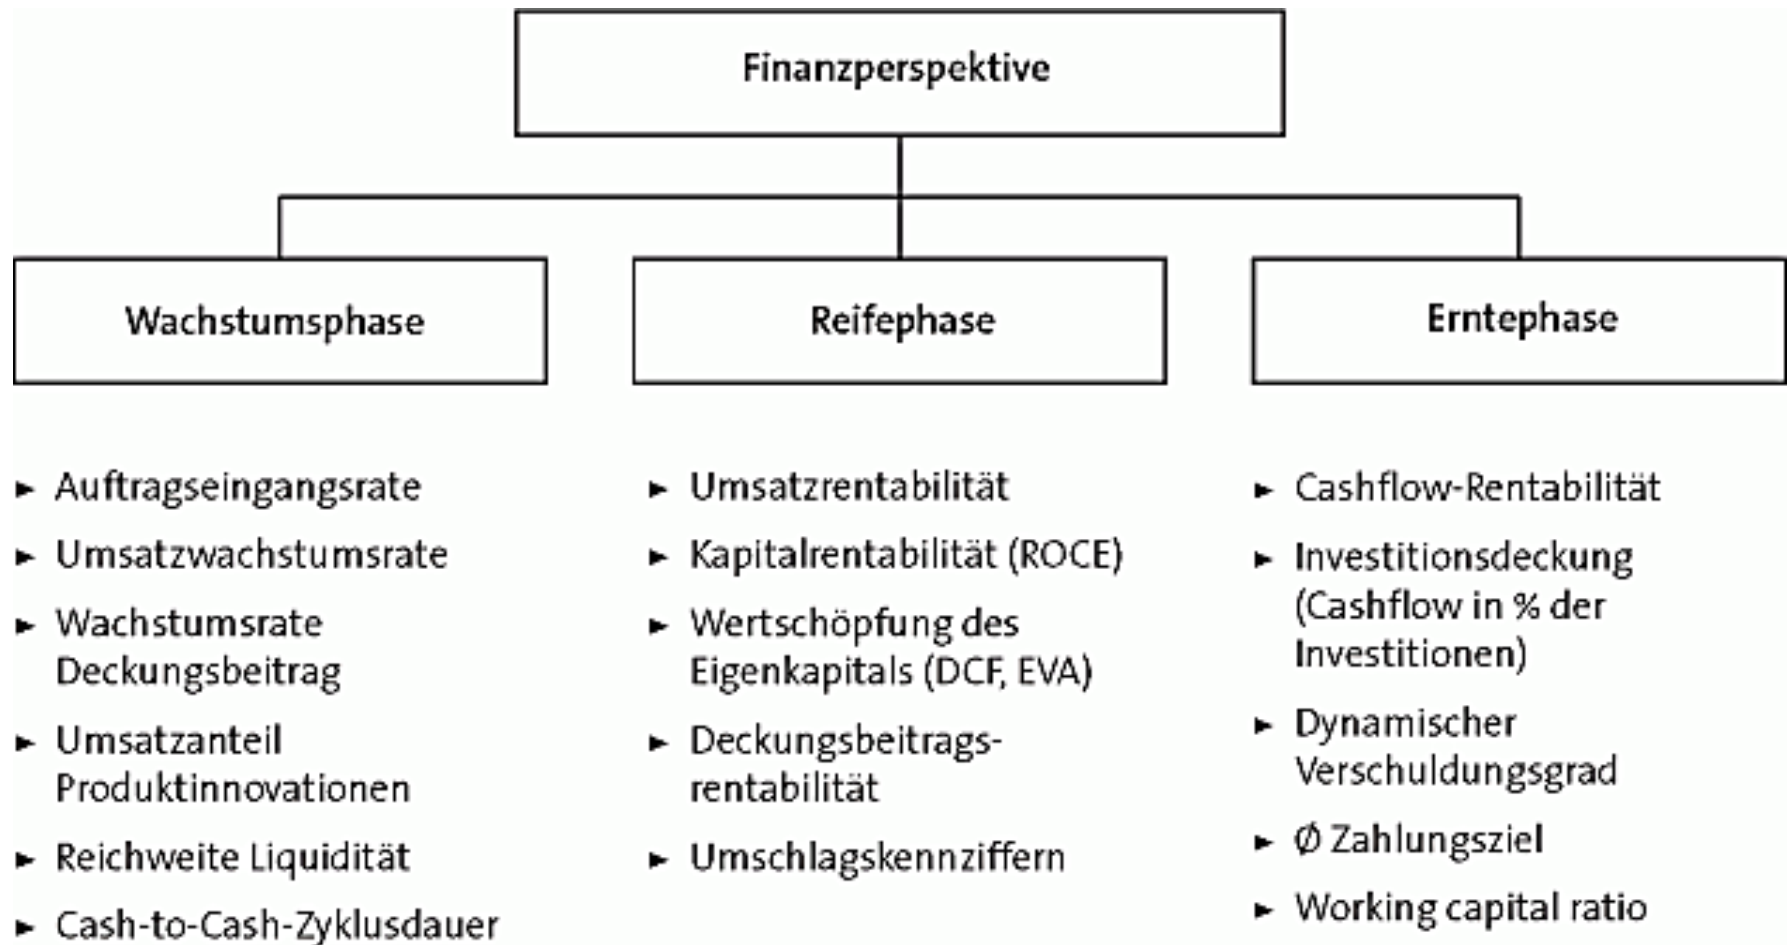 Finanzperspektive
Wachstumsphase
Reifephase
Erntephase
► Auftragseingangsrate
► Umsatzwachstumsrate
► Wachstumsrate
Deckungsbeitrag
► Umsatzanteil
Produktinnovationen
► Reichweite Liquidität
► Cash-to-Cash-Zyklusdauer
► Umsatzrentabilität
► Kapitalrentabilität (ROCE)
► Wertschöpfung des
Eigenkapitals (DCF, EVA)
► Deckungsbeitrags-
rentabilität
► Umschlagskennziffern
► Cashflow-Rentabilität
► Investitionsdeckung
(Cashflow in % der
Investitionen)
► Dynamischer
Verschuldungsgrad
► Ø Zahlungsziel
► Working capital ratio